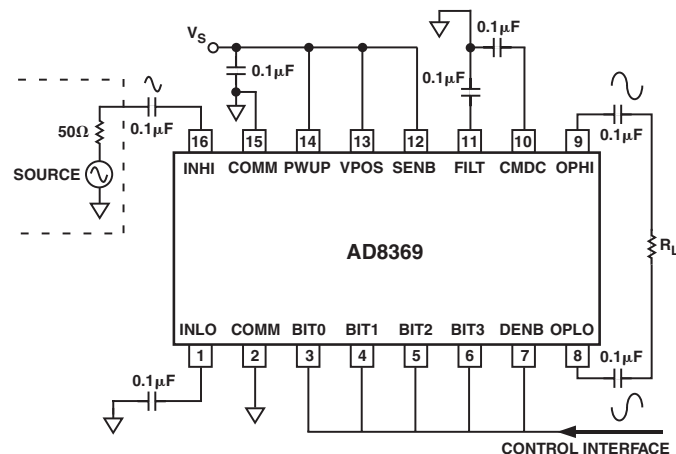 VS
0.1µF
0.1µF
0.1µF
0.1µF
0.1µF
50Ω
SOURCE
16 15 14 13 12 11 10 9
INHI COMM PWUP VPOS SENB FILT CMDC OPHI
RL
AD8369
INLO COMM BIT0 BIT1 BIT2 BIT3 DENB OPLO
1 2 3 4 5 6 7 8
0.1µF
0.1µF
CONTROL INTERFACE